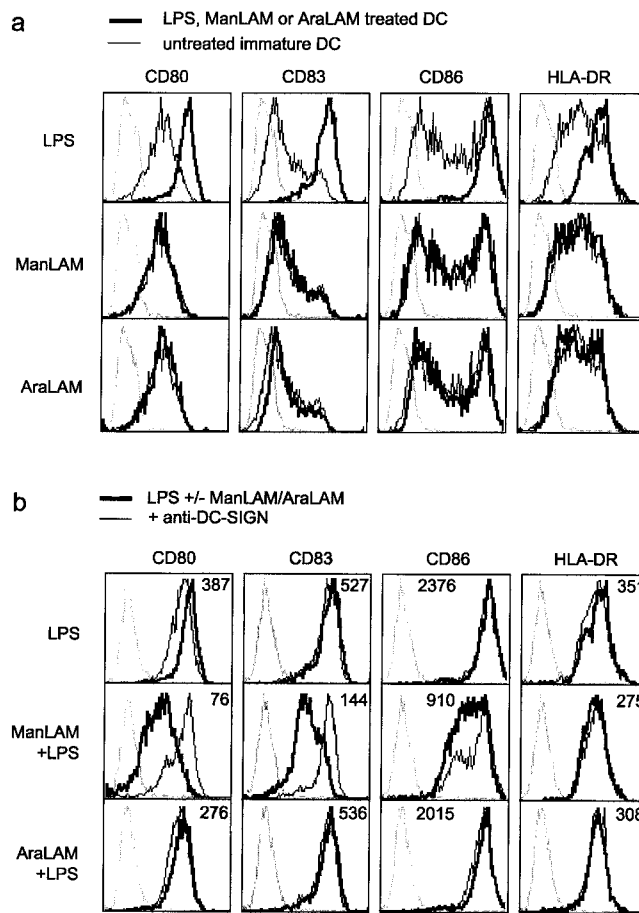 a
LPS, ManLAM or AraLAM treated DC
untreated immature DC
CD80 CD83 CD86 HLA-DR
LPS
ManLAM
AraLAM
b
LPS +/- ManLAM/AraLAM
+ anti-DC-SIGN
CD80 CD83 CD86 HLA-DR
LPS 387 527 2376 351
ManLAM +LPS 76 144 910 275
AraLAM +LPS 276 536 2015 308